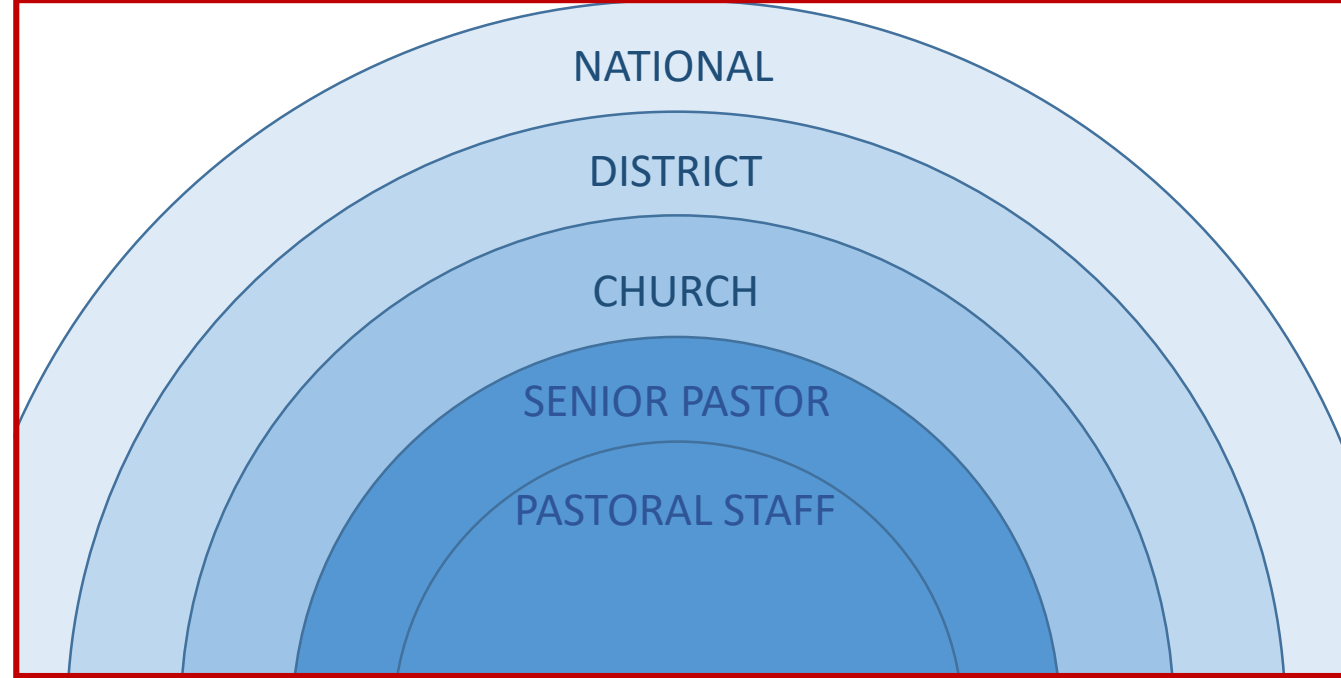 NATIONAL
DISTRICT
CHURCH
SENIOR PASTOR
PASTORAL STAFF